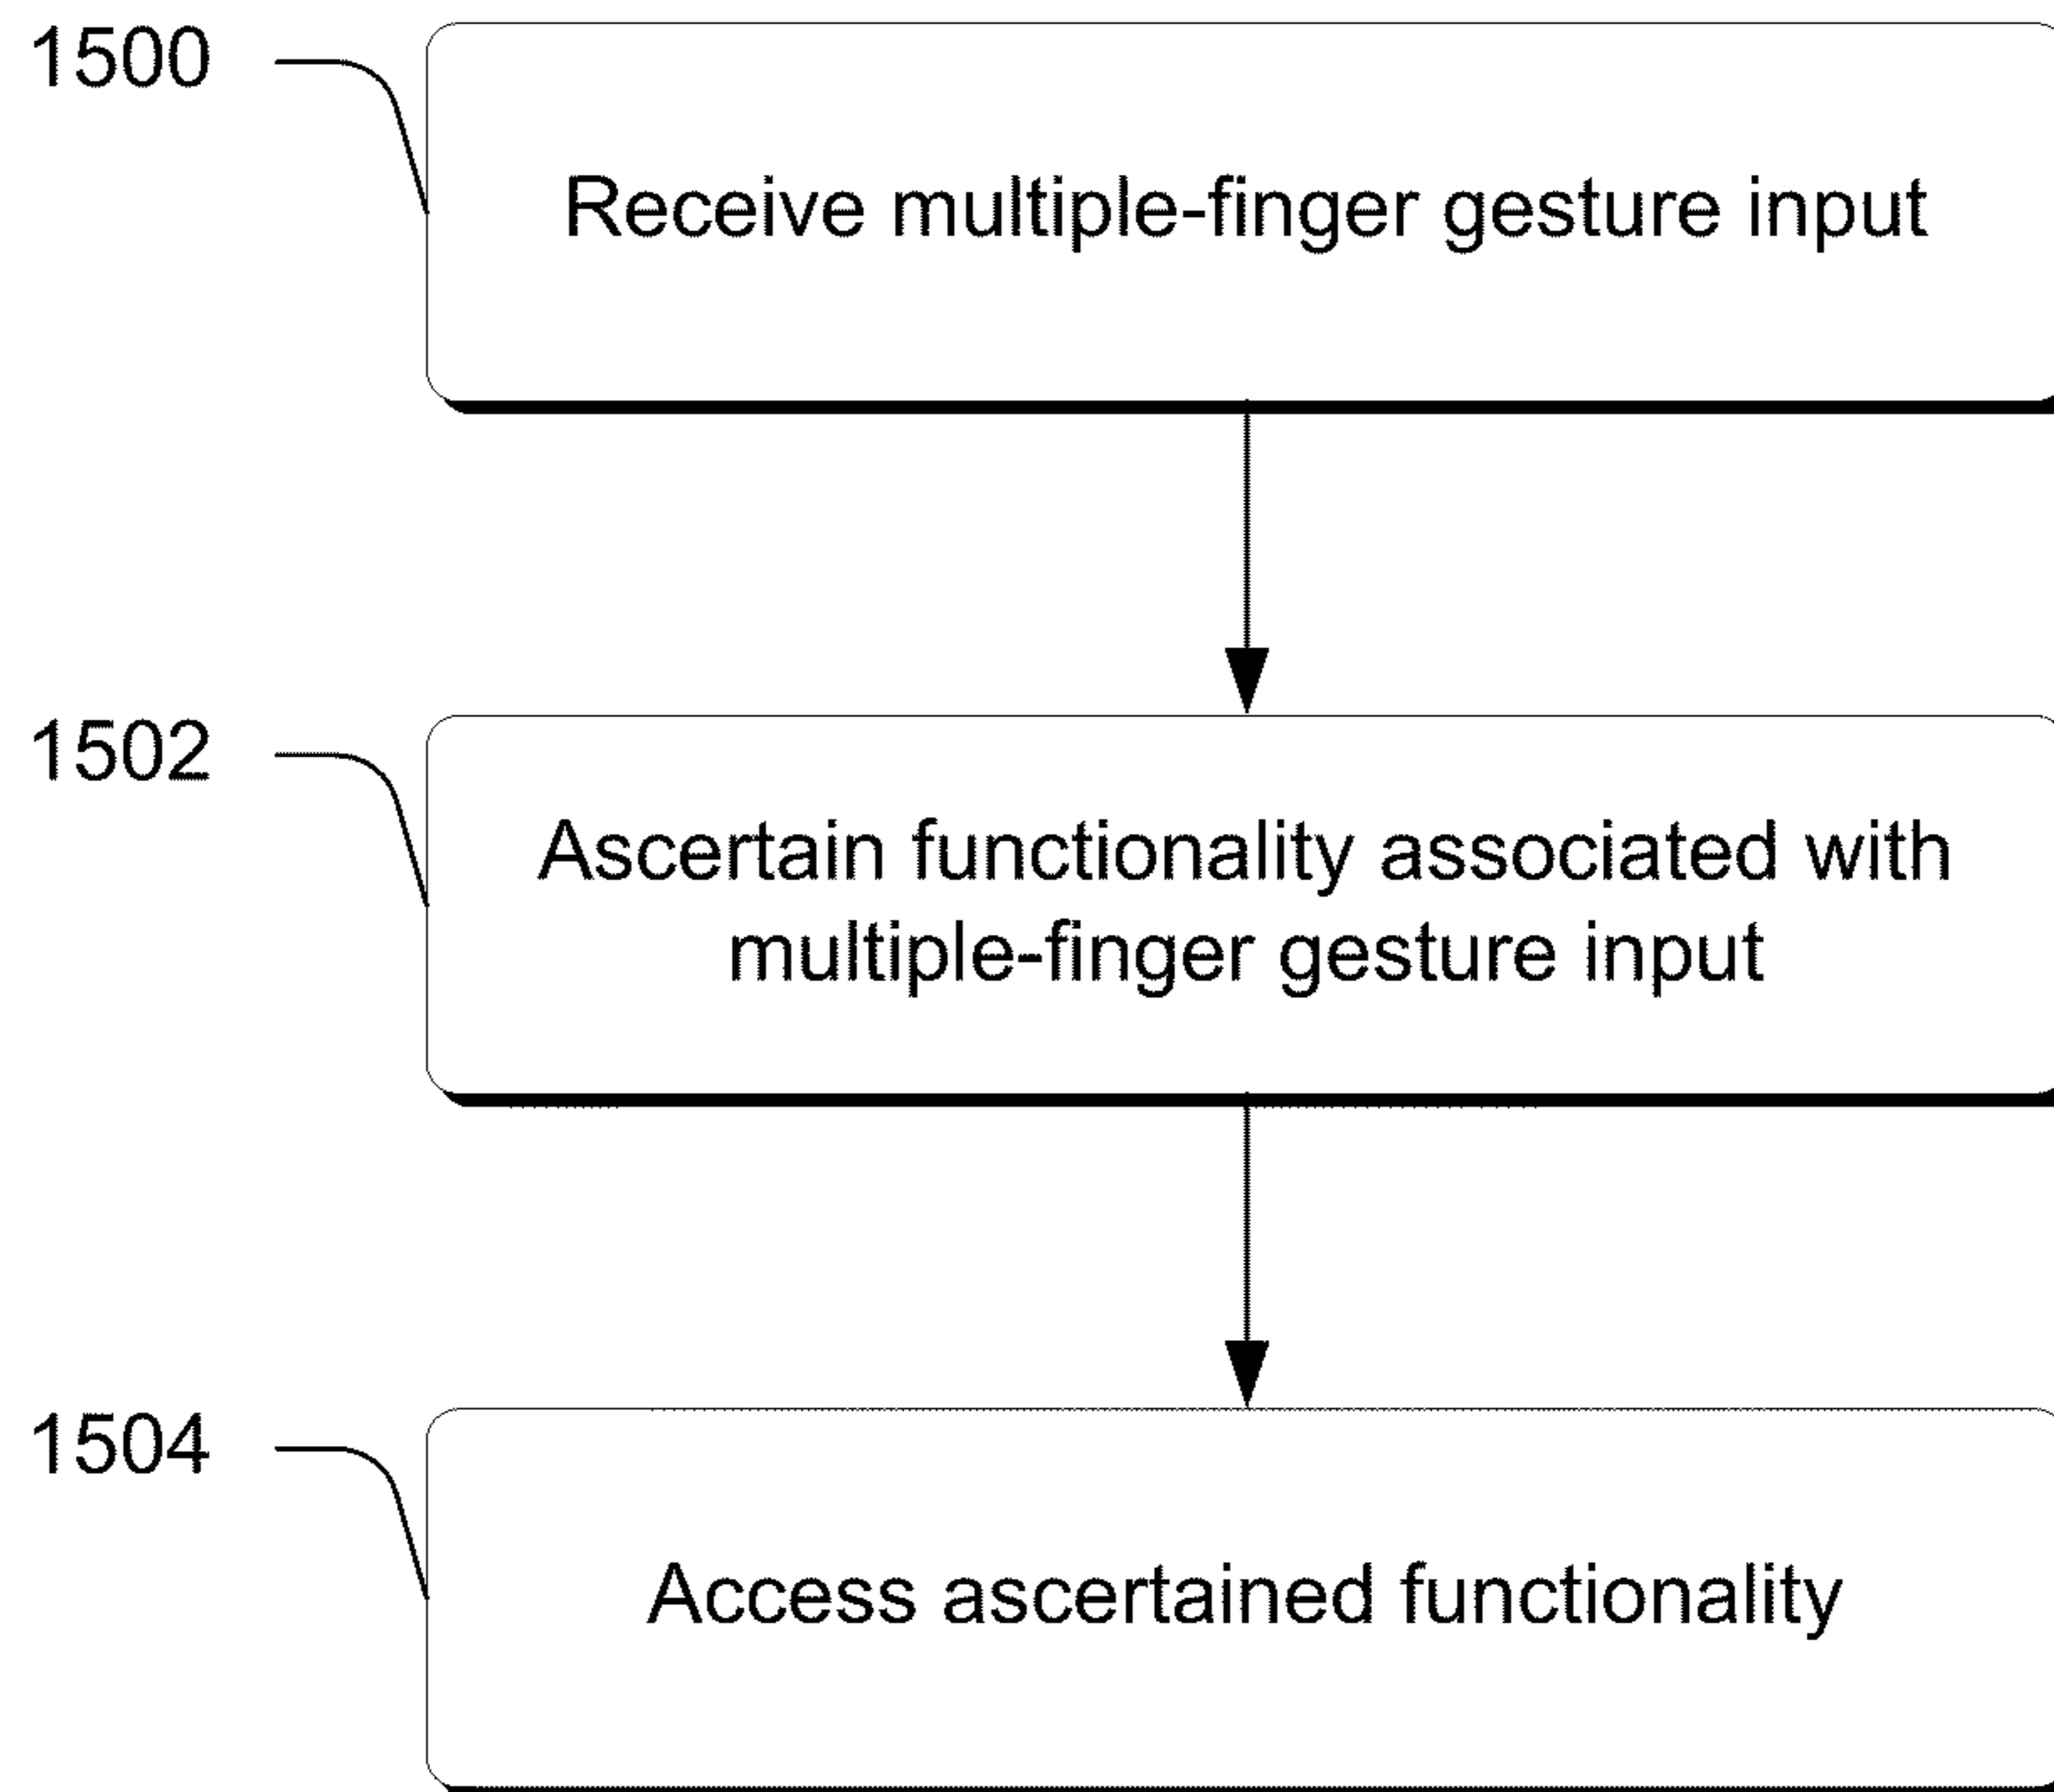 1500
Receive multiple-finger gesture input
1502
Ascertain functionality associated with
multiple-finger gesture input
1504
Access ascertained functionality